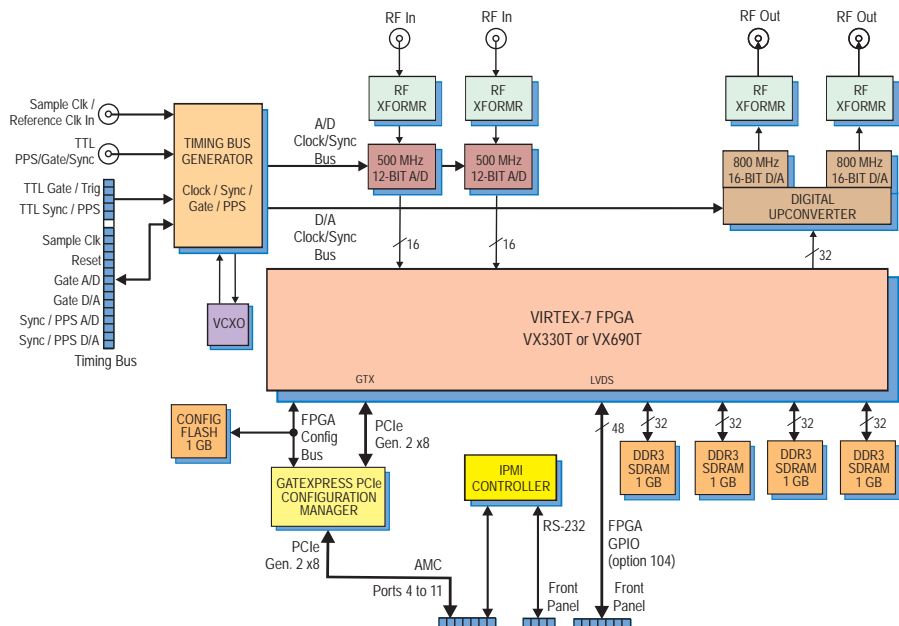 RF In
RF In
RF Out
RF Out
RF
XFORMR
RF
XFORMR
RF
XFORMR
RF
XFORMR
Sample Clk /
Reference Clk In
TTL
PPS/Gate/Sync
TTL Gate / Trig
TTL Sync / PPS
Sample Clk
Reset
Gate A/D
Gate D/A
Sync / PPS A/D
Sync / PPS D/A
Timing Bus
TIMING BUS
GENERATOR
Clock / Sync /
Gate / PPS
VCXO
A/D
Clock/Sync
Bus
D/A
Clock/Sync
Bus
500 MHz
12-BIT A/D
500 MHz
12-BIT A/D
800 MHz
16-BIT D/A
800 MHz
16-BIT D/A
DIGITAL
UPCONVERTER
16
16
32
VIRTEX-7 FPGA
VX330T or VX690T
GTX
LVDS
CONFIG
FLASH
1 GB
FPGA
Config
Bus
PCIe
Gen. 2 x8
48
32
32
32
32
DDR3
SDRAM
1 GB
DDR3
SDRAM
1 GB
DDR3
SDRAM
1 GB
DDR3
SDRAM
1 GB
GATEXPRESS PCIe
CONFIGURATION
MANAGER
IPMI
CONTROLLER
RS-232
FPGA
GPIO
(option 104)
PCIe
Gen. 2 x8
AMC
Ports 4 to 11
Front
Panel
Front
Panel